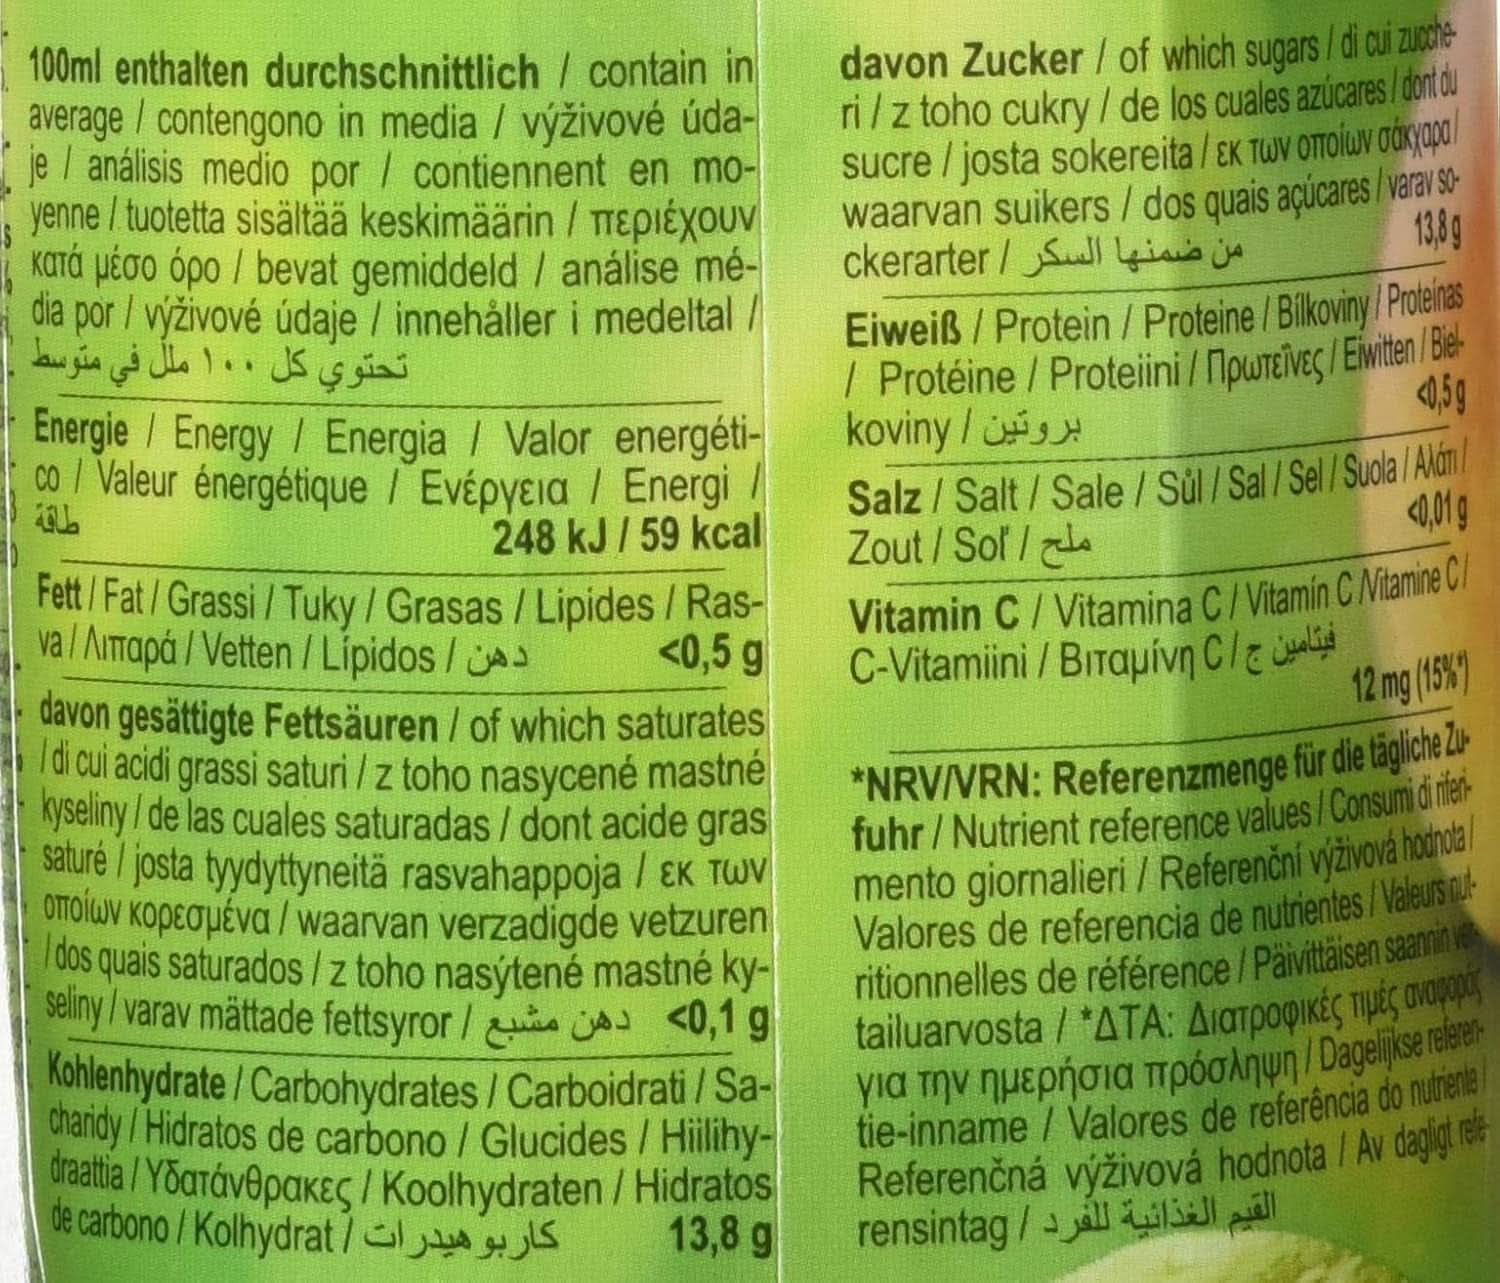 100ml enthalten durchschnittlich / contain in
average / contengono in media / výživové úda-
je / análisis medio por / contiennent en mo-
yenne / tuotetta sisältää keskimäärin / περιέχουν
κατά μέσο όρο / bevat gemiddeld / análise mé-
dia por / výživové údaje / innehåller i medeltal /
تحتوي كل ١٠٠ ملل في متوسط
Energie / Energy / Energia / Valor energéti-
co / Valeur énergétique / Ενέργεια / Energi /
طاقة 248 kJ / 59 kcal
Fett / Fat / Grassi / Tuky / Grasas / Lipides / Ras-
va / Λιπαρά / Vetten / Lípidos / دهن <0,5 g
davon gesättigte Fettsäuren / of which saturates
/ di cui acidi grassi saturi / z toho nasycené mastné
kyseliny / de las cuales saturadas / dont acide gras
saturé / josta tyydyttyneitä rasvahappoja / εκ των
οποίων κορεσμένα / waarvan verzadigde vetzuren
/ dos quais saturados / z toho nasýtené mastné ky-
seliny / varav mättade fettsyror / دهن مشبع <0,1 g
Kohlenhydrate / Carbohydrates / Carboidrati / Sa-
charidy / Hidratos de carbono / Glucides / Hiilihy-
draattia / Υδατάνθρακες / Koolhydraten / Hidratos
de carbono / Kolhydrat / كاربو هيدرات 13,8 g
davon Zucker / of which sugars / di cui zucche-
ri / z toho cukry / de los cuales azúcares / dont du
sucre / josta sokereita / εκ των οποίων σάκχαρα /
waarvan suikers / dos quais açúcares / varav so-
ckerarter / من ضمنها السكر 13,8 g
Eiweiß / Protein / Proteine / Bílkoviny / Proteínas
/ Protéine / Proteiini / Πρωτεΐνες / Eiwitten / Biel-
koviny / بروتين <0,5 g
Salz / Salt / Sale / Sůl / Sal / Sel / Suola / Αλάτι /
Zout / Soľ / ملح <0,01 g
Vitamin C / Vitamina C / Vitamín C /Vitamine C /
C-Vitamiini / Βιταμίνη C / فيتامين ج
12 mg (15%*)
*NRV/VRN: Referenzmenge für die tägliche Zu-
fuhr / Nutrient reference values / Consumi di riferi-
mento giornalieri / Referenční výživová hodnota /
Valores de referencia de nutrientes / Valeurs nut-
ritionnelles de référence / Päivittäisen saannin ver-
tailuarvosta / *ΔΤΑ: Διατροφικές τιμές αναφοράς
για την ημερήσια πρόσληψη / Dagelijkse referen-
tie-inname / Valores de referência do nutriente /
Referenčná výživová hodnota / Av dagligt refe-
rensintag / القيم الغذائية للفرد